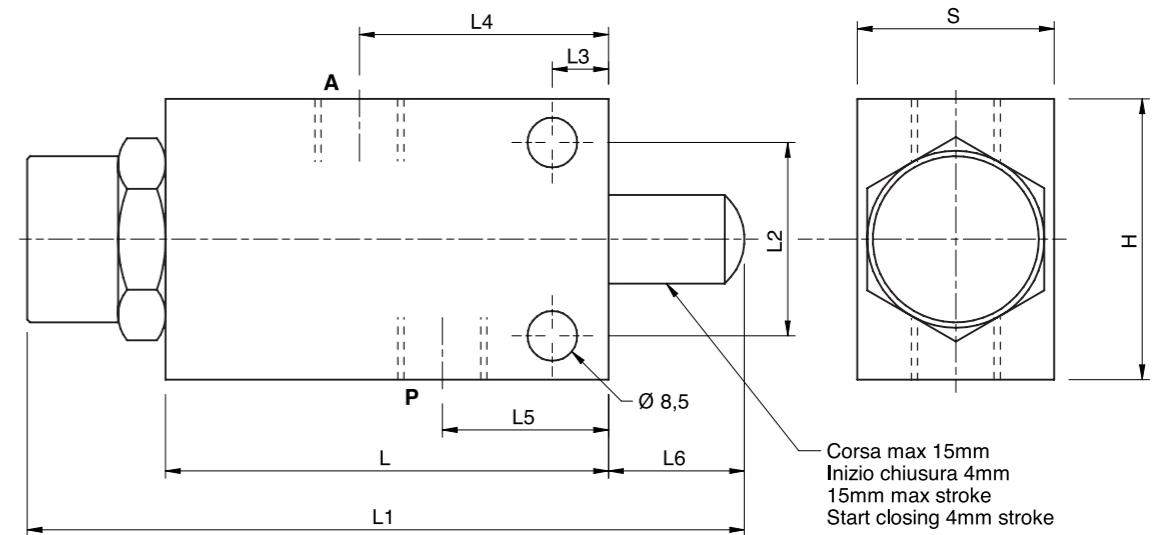 L4
S
L3
A
L2
H
P
Ø 8,5
L5
L
L6
L1
Corsa max 15mm
Inizio chiusura 4mm
15mm max stroke
Start closing 4mm stroke